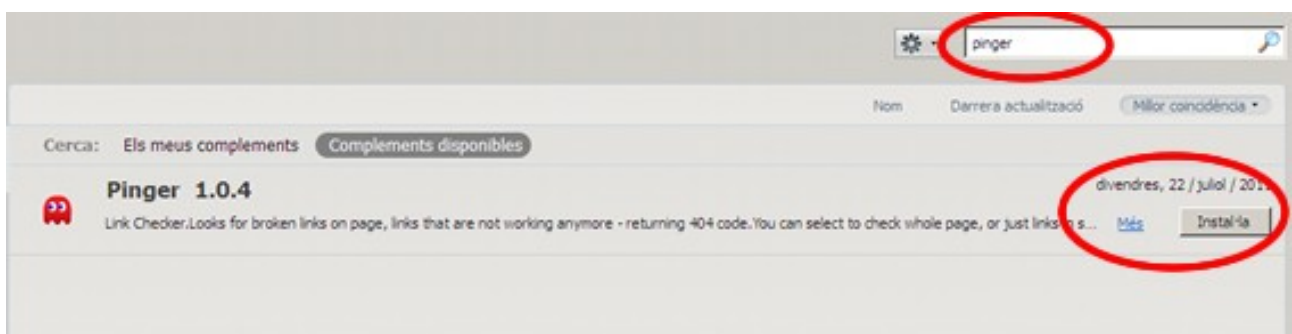 pinger
Nom Darrera actualització Millor coincidència
Cerca: Els meus complements Complements disponibles
Pinger 1.0.4 divendres, 22 / juliol / 201
Link Checker.Looks for broken links on page, links that are not working anymore - returning 404 code.You can select to check whole page, or just links in s... Més Instal·la